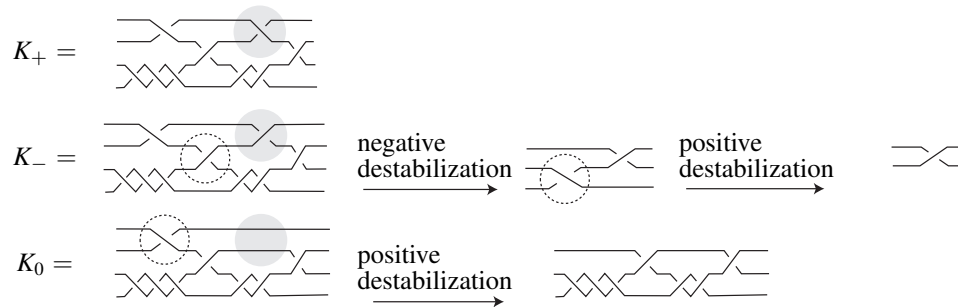 K₊ =
K₋ =
negative
destabilization
positive
destabilization
K₀ =
positive
destabilization